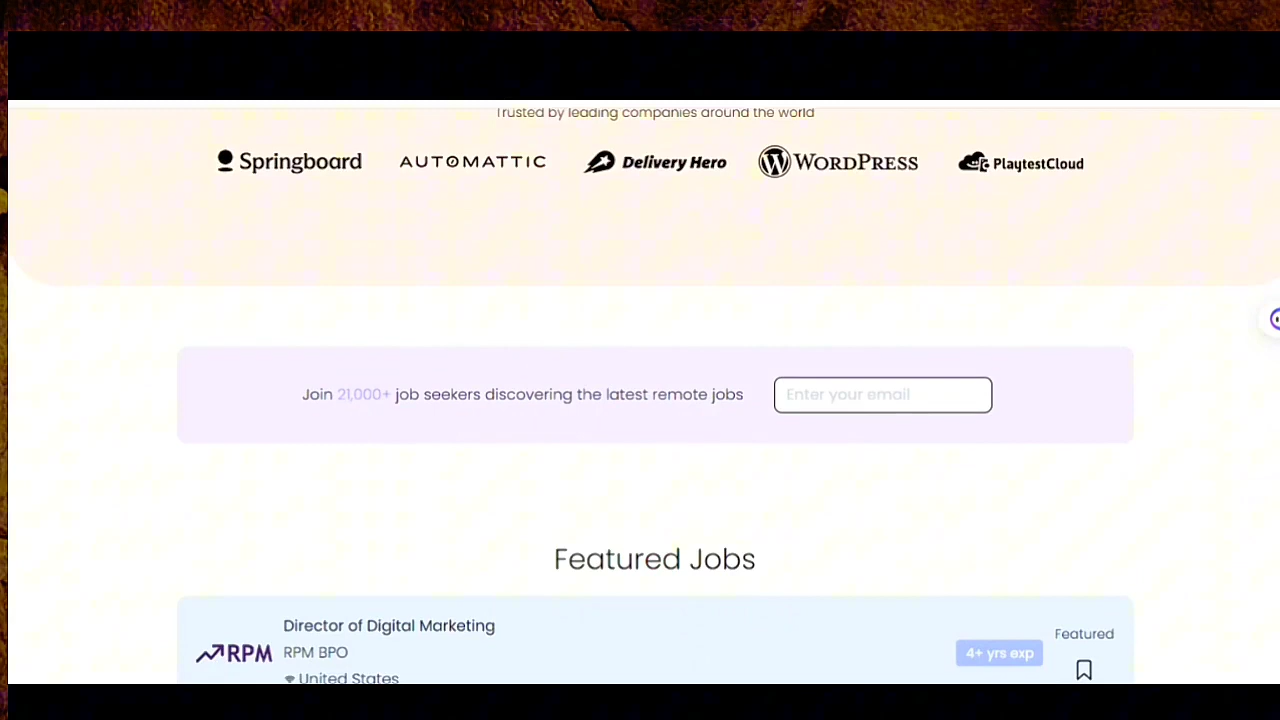 Trusted by leading companies around the world
Springboard AUTOMATTIC Delivery Hero WORDPRESS PlaytestCloud
Join 21,000+ job seekers discovering the latest remote jobs Enter your email
Featured Jobs
Director of Digital Marketing
Featured
RPM RPM BPO 4+ yrs exp
United States